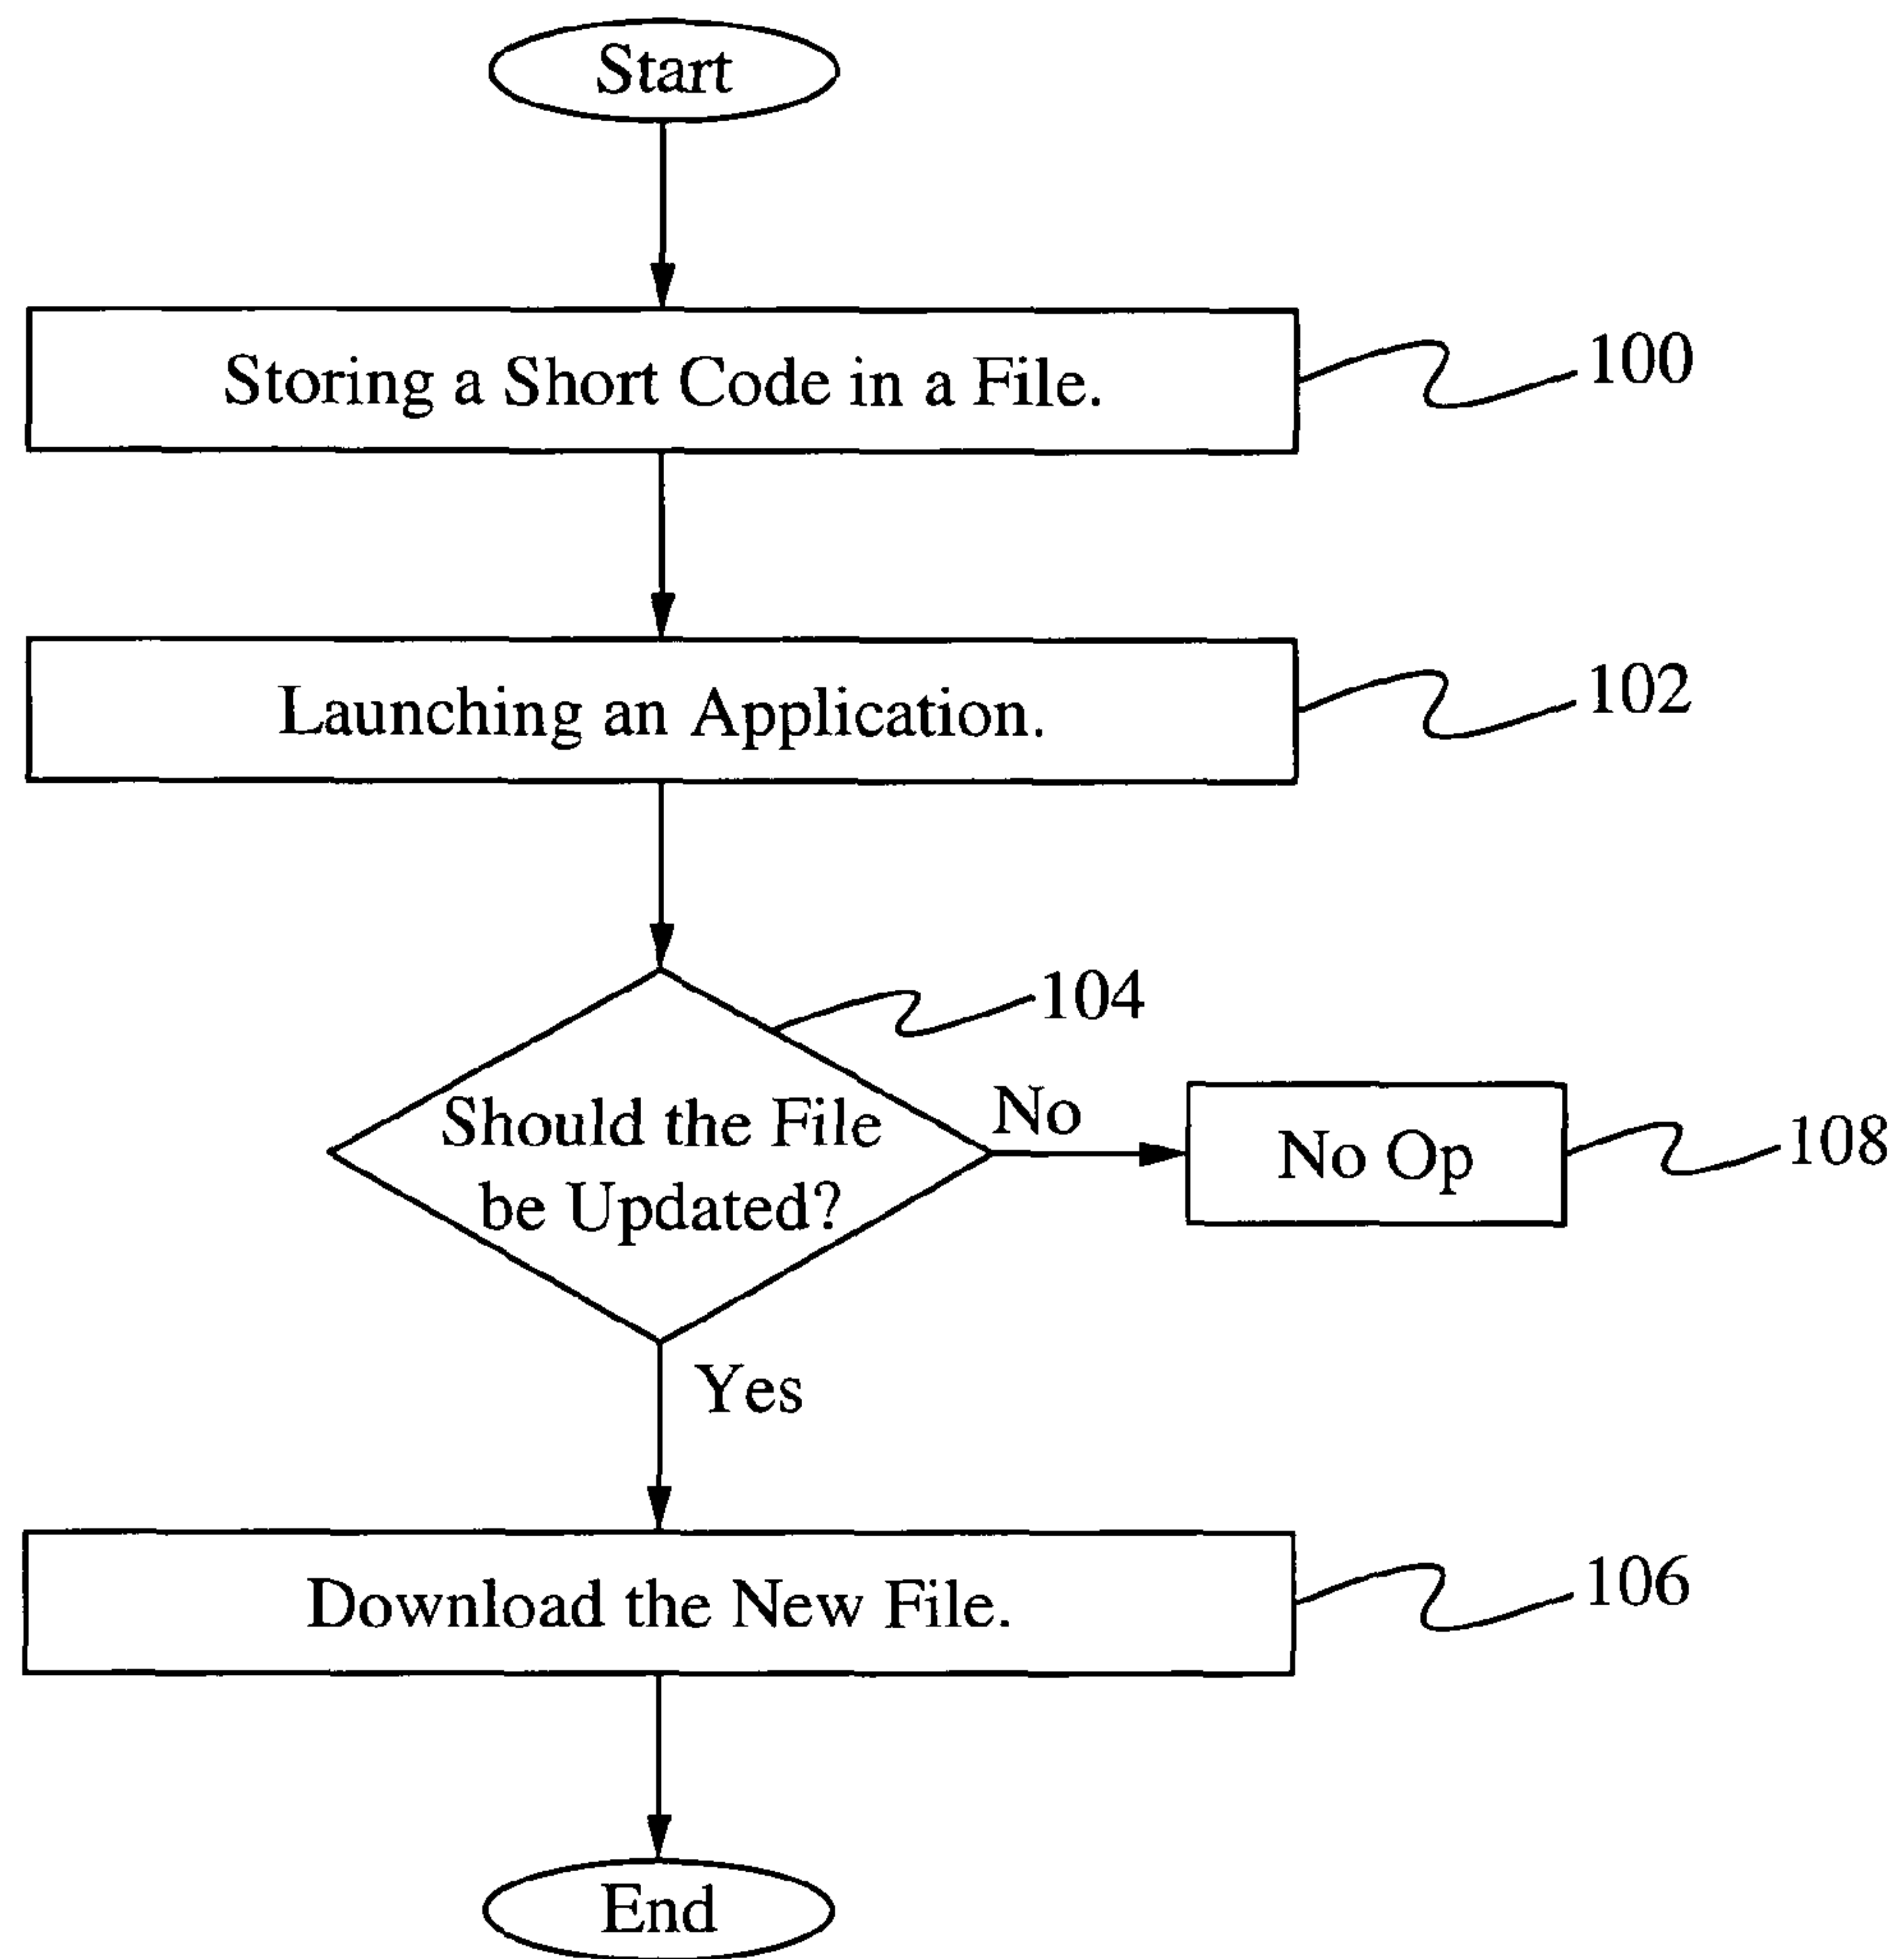 Start
Storing a Short Code in a File.
100
Launching an Application.
102
104
Should the File
be Updated?
No
No Op
108
Yes
Download the New File.
106
End